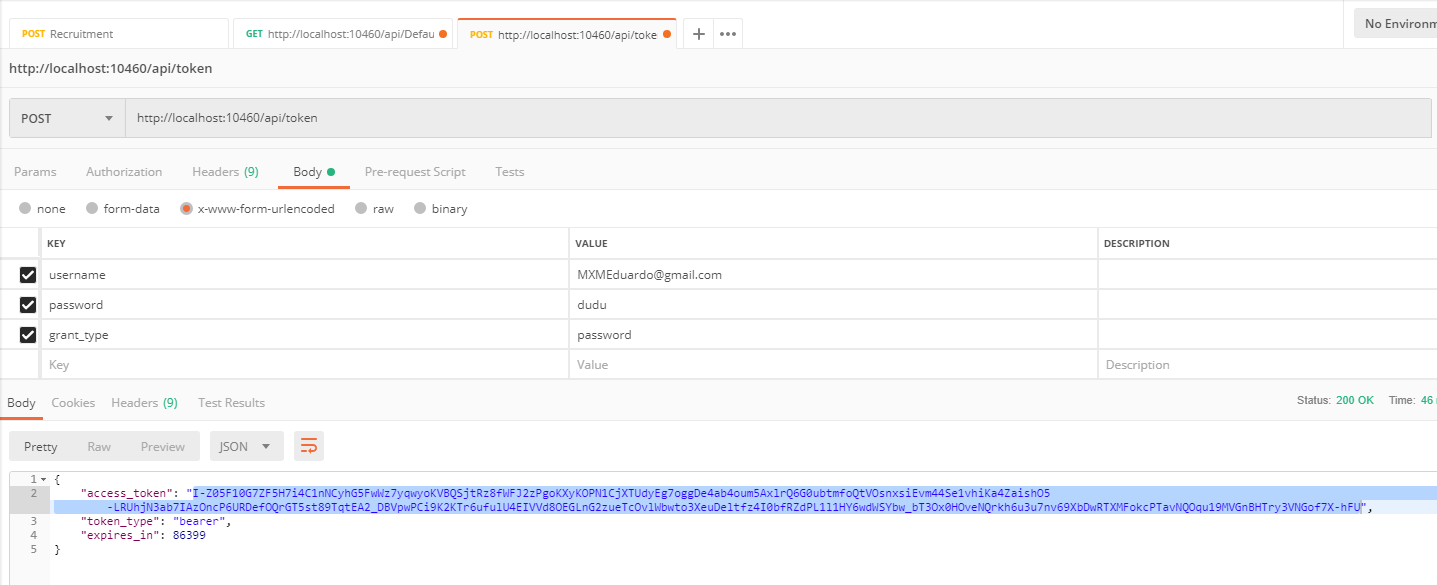 POST Recruitment GET http://localhost:10460/api/Defau POST http://localhost:10460/api/toke + ••• No Environm
http://localhost:10460/api/token
POST http://localhost:10460/api/token
Params Authorization Headers (9) Body Pre-request Script Tests
none form-data x-www-form-urlencoded raw binary
KEY VALUE DESCRIPTION
username MXMEduardo@gmail.com
password dudu
grant_type password
Key Value Description
Body Cookies Headers (9) Test Results Status: 200 OK Time: 46
Pretty Raw Preview JSON
1 {
2 "access_token": "I-Z05F10G7ZF5H7i4C1nNCyhG5FwWz7yqwyoKVBQSjtRz8fWFJ2zPgoKXyKOPN1CjXTUdyEg7oggDe4ab4oum5Ax1rQ6G0ubtmfoQtVOsnxsiEvm44Se1vhiKa4ZaishO5
-LRUhjN3ab7IAzOncP6URDefOQrGT5st89TqtEA2_DBVpwPCi9K2KTr6ufulU4EIVVd8OEGLnG2zueTcOvlWbwto3XeuDeltfz4I0bfRZdPL1l1HY6wdWSYbw_bT3Ox0HOveNQrkh6u3u7nv69XbDwRTXMFokcPTavNQOqu19MVGnBHTry3VNGof7X-hFU",
3 "token_type": "bearer",
4 "expires_in": 86399
5 }